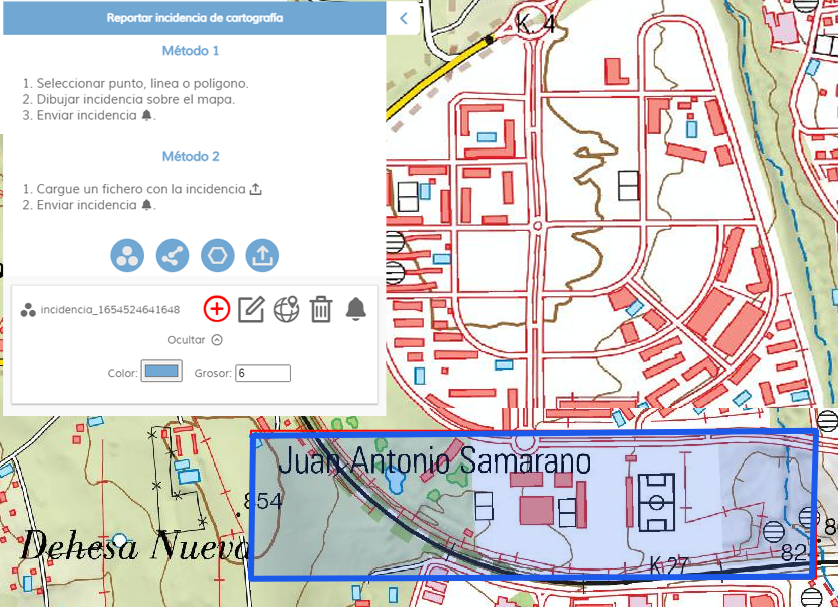 Reportar incidencia de cartografía
Método 1
1. Seleccionar punto, línea o polígono.
2. Dibujar incidencia sobre el mapa.
3. Enviar incidencia.
Método 2
1. Cargue un fichero con la incidencia
2. Enviar incidencia.
incidencia_1654524641648
Ocultar
Color:
Grosor: 6
K. 4
Juan Antonio Samarano
854
Dehesa Nueva
K 27
82
8